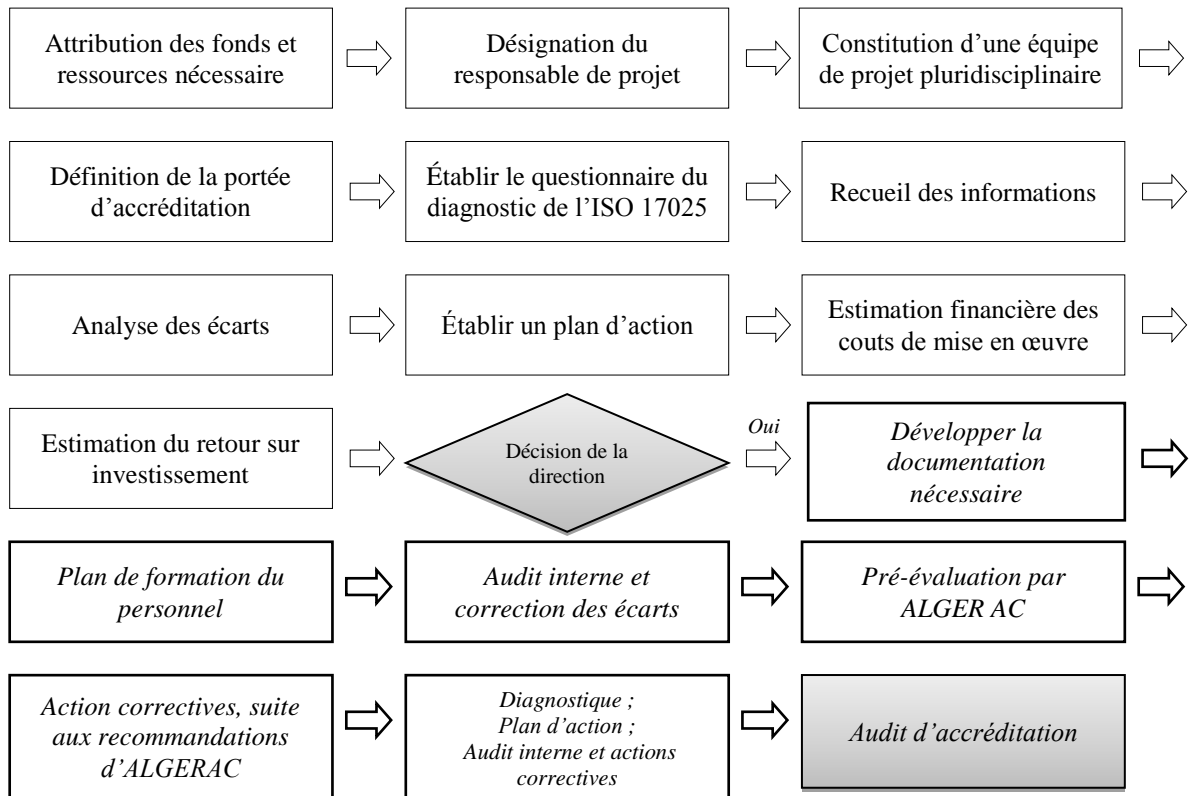 Attribution des fonds et
ressources nécessaire
Désignation du
responsable de projet
Constitution d’une équipe
de projet pluridisciplinaire
Définition de la portée
d’accréditation
Établir le questionnaire du
diagnostic de l’ISO 17025
Recueil des informations
Analyse des écarts
Établir un plan d’action
Estimation financière des
couts de mise en œuvre
Estimation du retour sur
investissement
Décision de la
direction
Oui
Développer la
documentation
nécessaire
Plan de formation du
personnel
Audit interne et
correction des écarts
Pré-évaluation par
ALGER AC
Action correctives, suite
aux recommandations
d’ALGERAC
Diagnostique ;
Plan d’action ;
Audit interne et actions
correctives
Audit d’accréditation